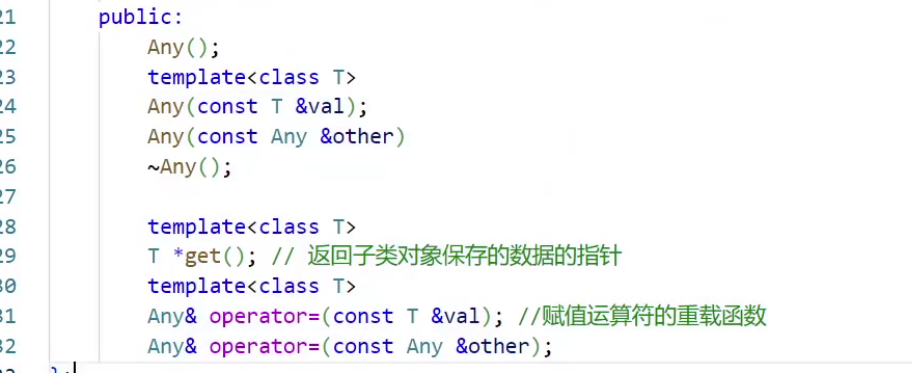 21 public:
22 Any();
23 template<class T>
24 Any(const T &val);
25 Any(const Any &other)
26 ~Any();
27
28 template<class T>
29 T *get(); // 返回子类对象保存的数据的指针
30 template<class T>
31 Any& operator=(const T &val); //赋值运算符的重载函数
32 Any& operator=(const Any &other);